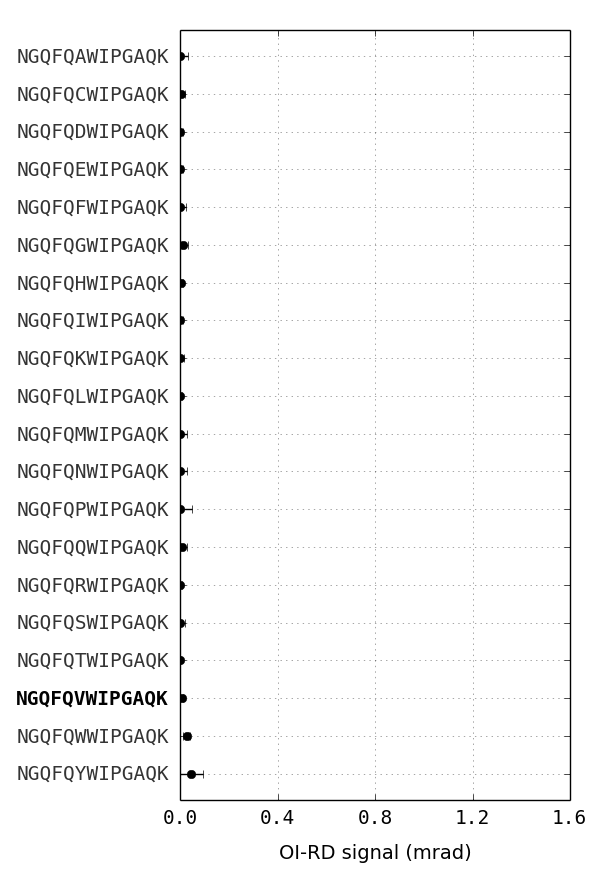 NGQFQAWIPGAQK
NGQFQCWIPGAQK
NGQFQDWIPGAQK
NGQFQEWIPGAQK
NGQFQFWIPGAQK
NGQFQGWIPGAQK
NGQFQHWIPGAQK
NGQFQIWIPGAQK
NGQFQKWIPGAQK
NGQFQLWIPGAQK
NGQFQMWIPGAQK
NGQFQNWIPGAQK
NGQFQPWIPGAQK
NGQFQQWIPGAQK
NGQFQRWIPGAQK
NGQFQSWIPGAQK
NGQFQTWIPGAQK
NGQFQVWIPGAQK
NGQFQWWIPGAQK
NGQFQYWIPGAQK
0.0 0.4 0.8 1.2 1.6
OI-RD signal (mrad)